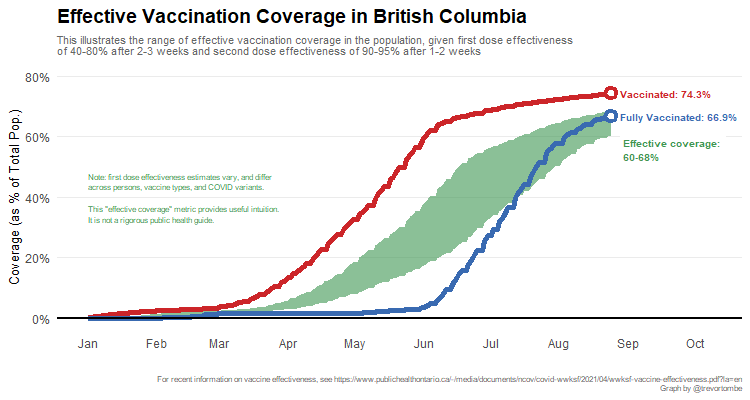 Effective Vaccination Coverage in British Columbia
This illustrates the range of effective vaccination coverage in the population, given first dose effectiveness
of 40-80% after 2-3 weeks and second dose effectiveness of 90-95% after 1-2 weeks
Coverage (as % of Total Pop.)
80%
60%
40%
20%
0%
Vaccinated: 74.3%
Fully Vaccinated: 66.9%
Effective coverage:
60-68%
Note: first dose effectiveness estimates vary, and differ
across persons, vaccine types, and COVID variants.
This "effective coverage" metric provides useful intuition.
It is not a rigorous public health guide.
Jan Feb Mar Apr May Jun Jul Aug Sep Oct
For recent information on vaccine effectiveness, see https://www.publichealthontario.ca/-/media/documents/ncov/covid-wwksf/2021/04/wwksf-vaccine-effectiveness.pdf?la=en
Graph by @trevortombe